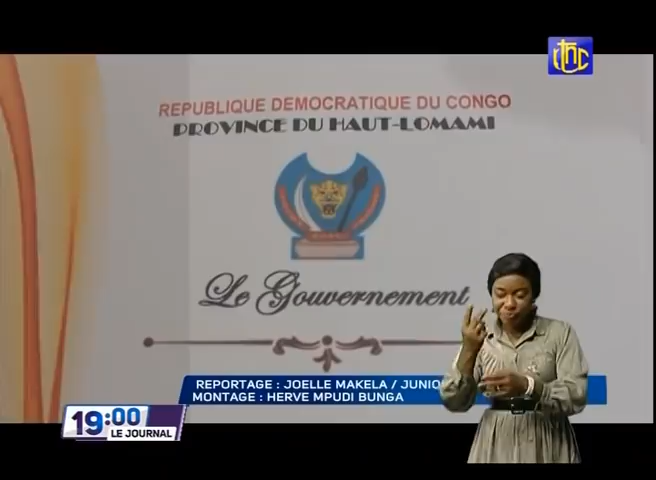 rtnc
REPUBLIQUE DEMOCRATIQUE DU CONGO
PROVINCE DU HAUT-LOMAMI
Le Gouvernement
REPORTAGE : JOELLE MAKELA / JUNIO
MONTAGE : HERVE MPUDI BUNGA
19:00
LE JOURNAL